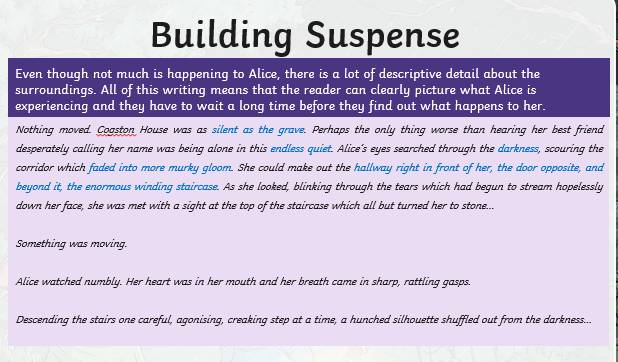 Building Suspense
Even though not much is happening to Alice, there is a lot of descriptive detail about the
surroundings. All of this writing means that the reader can clearly picture what Alice is
experiencing and they have to wait a long time before they find out what happens to her.
Nothing moved. Coaston House was as silent as the grave. Perhaps the only thing worse than hearing her best friend
desperately calling her name was being alone in this endless quiet. Alice's eyes searched through the darkness, scouring the
corridor which faded into more murky gloom. She could make out the hallway right in front of her, the door opposite, and
beyond it, the enormous winding staircase. As she looked, blinking through the tears which had begun to stream hopelessly
down her face, she was met with a sight at the top of the staircase which all but turned her to stone...
Something was moving.
Alice watched numbly. Her heart was in her mouth and her breath came in sharp, rattling gasps.
Descending the stairs one careful, agonising, creaking step at a time, a hunched silhouette shuffled out from the darkness...